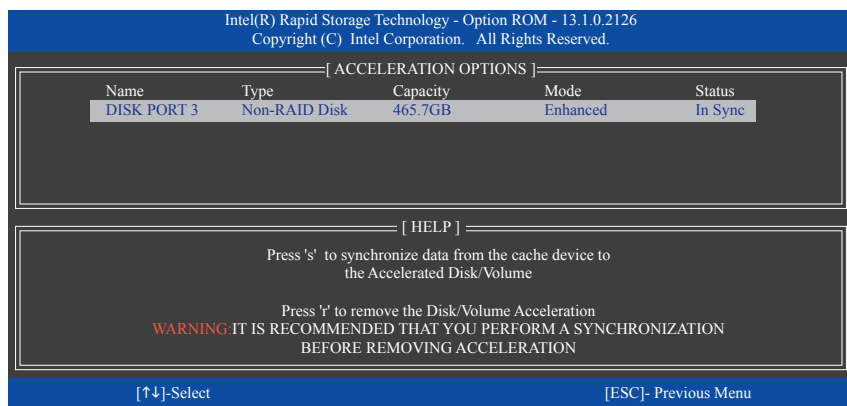 Intel(R) Rapid Storage Technology - Option ROM - 13.1.0.2126
Copyright (C) Intel Corporation. All Rights Reserved.
[ ACCELERATION OPTIONS ]
Name Type Capacity Mode Status
DISK PORT 3 Non-RAID Disk 465.7GB Enhanced In Sync
[ HELP ]
Press 's' to synchronize data from the cache device to
the Accelerated Disk/Volume
Press 'r' to remove the Disk/Volume Acceleration
WARNING:IT IS RECOMMENDED THAT YOU PERFORM A SYNCHRONIZATION
BEFORE REMOVING ACCELERATION
[↑↓]-Select [ESC]- Previous Menu